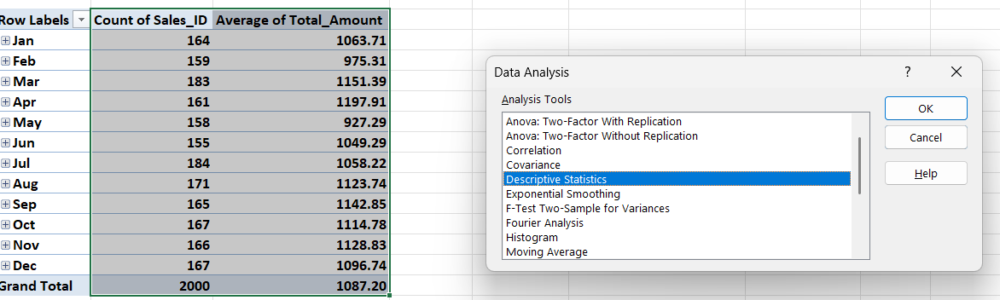 Row Labels Count of Sales_ID Average of Total_Amount
Jan 164 1063.71
Feb 159 975.31
Mar 183 1151.39
Apr 161 1197.91
May 158 927.29
Jun 155 1049.29
Jul 184 1058.22
Aug 171 1123.74
Sep 165 1142.85
Oct 167 1114.78
Nov 166 1128.83
Dec 167 1096.74
Grand Total 2000 1087.20
Data Analysis ?
Analysis Tools
Anova: Two-Factor With Replication
Anova: Two-Factor Without Replication
Correlation
Covariance
Descriptive Statistics
Exponential Smoothing
F-Test Two-Sample for Variances
Fourier Analysis
Histogram
Moving Average
OK
Cancel
Help